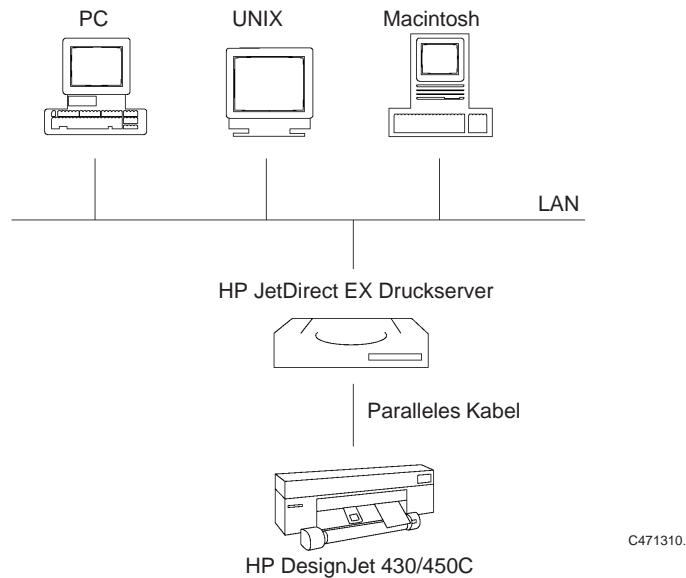 PC
UNIX
Macintosh
LAN
HP JetDirect EX Druckserver
Paralleles Kabel
HP DesignJet 430/450C
C471310.